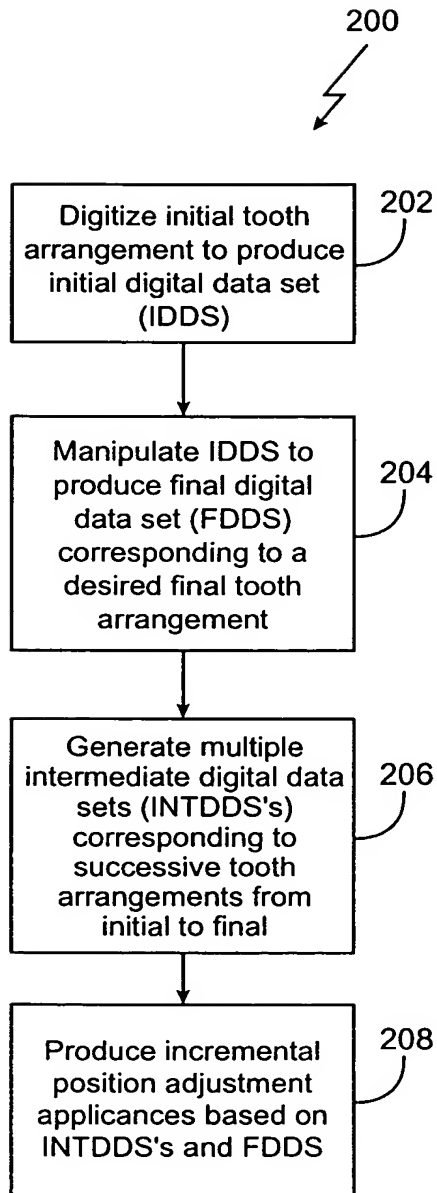 200
Digitize initial tooth
arrangement to produce
initial digital data set
(IDDS)
202
Manipulate IDDS to
produce final digital
data set (FDDS)
corresponding to a
desired final tooth
arrangement
204
Generate multiple
intermediate digital data
sets (INTDDS's)
corresponding to
successive tooth
arrangements from
initial to final
206
Produce incremental
position adjustment
applicances based on
INTDDS's and FDDS
208